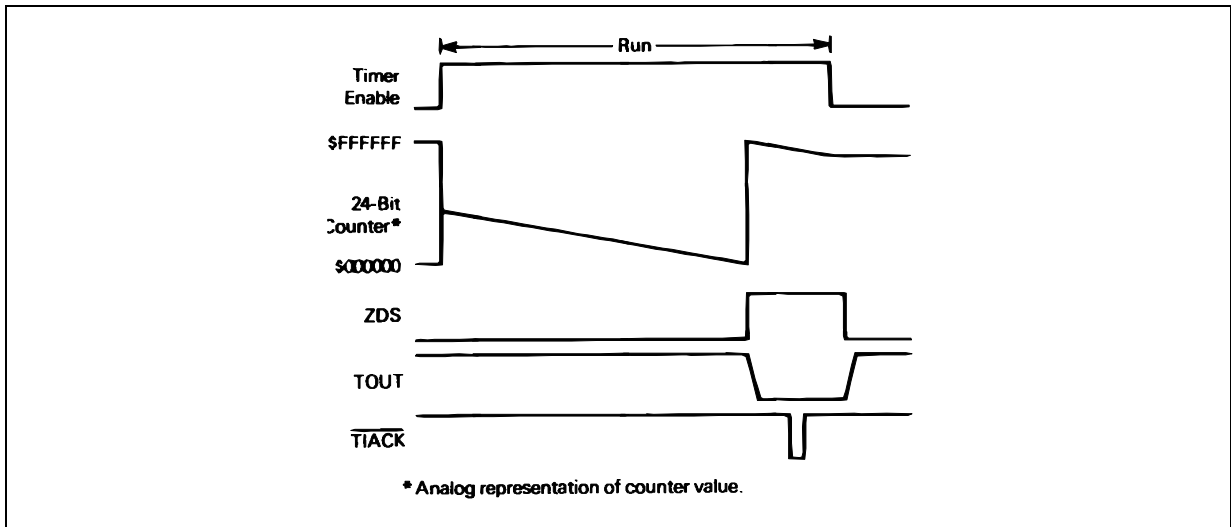 Run
Timer
Enable
$FFFFFF
24-Bit
Counter*
$000000
ZDS
TOUT
TIACK
* Analog representation of counter value.